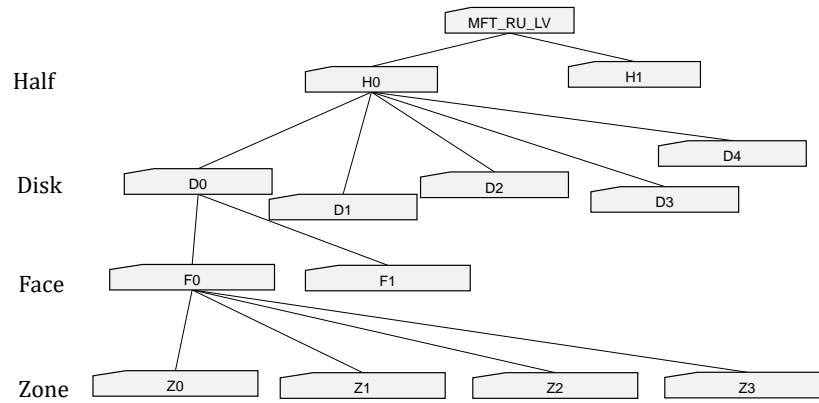 MFT_RU_LV
Half
H0
H1
D4
Disk
D0
D2
D1
D3
Face
F0
F1
Zone
Z0
Z1
Z2
Z3